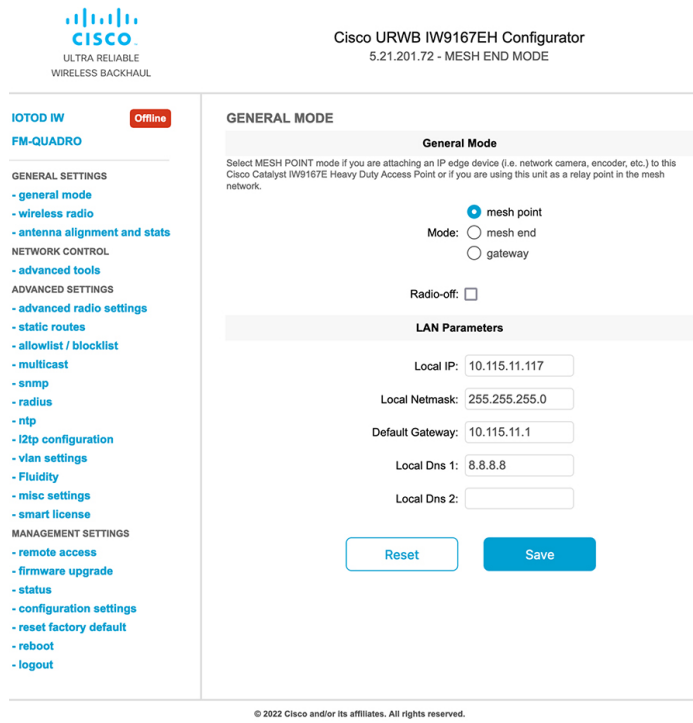 CISCO
ULTRA RELIABLE
WIRELESS BACKHAUL
Cisco URWB IW9167EH Configurator
5.21.201.72 - MESH END MODE
IOTOD IW Offline
FM-QUADRO
GENERAL SETTINGS
- general mode
- wireless radio
- antenna alignment and stats
NETWORK CONTROL
- advanced tools
ADVANCED SETTINGS
- advanced radio settings
- static routes
- allowlist / blocklist
- multicast
- snmp
- radius
- ntp
- l2tp configuration
- vlan settings
- Fluidity
- misc settings
- smart license
MANAGEMENT SETTINGS
- remote access
- firmware upgrade
- status
- configuration settings
- reset factory default
- reboot
- logout
GENERAL MODE
General Mode
Select MESH POINT mode if you are attaching an IP edge device (i.e. network camera, encoder, etc.) to this
Cisco Catalyst IW9167E Heavy Duty Access Point or if you are using this unit as a relay point in the mesh
network.
mesh point
Mode: mesh end
gateway
Radio-off:
LAN Parameters
Local IP: 10.115.11.117
Local Netmask: 255.255.255.0
Default Gateway: 10.115.11.1
Local Dns 1: 8.8.8.8
Local Dns 2:
Reset Save
© 2022 Cisco and/or its affiliates. All rights reserved.